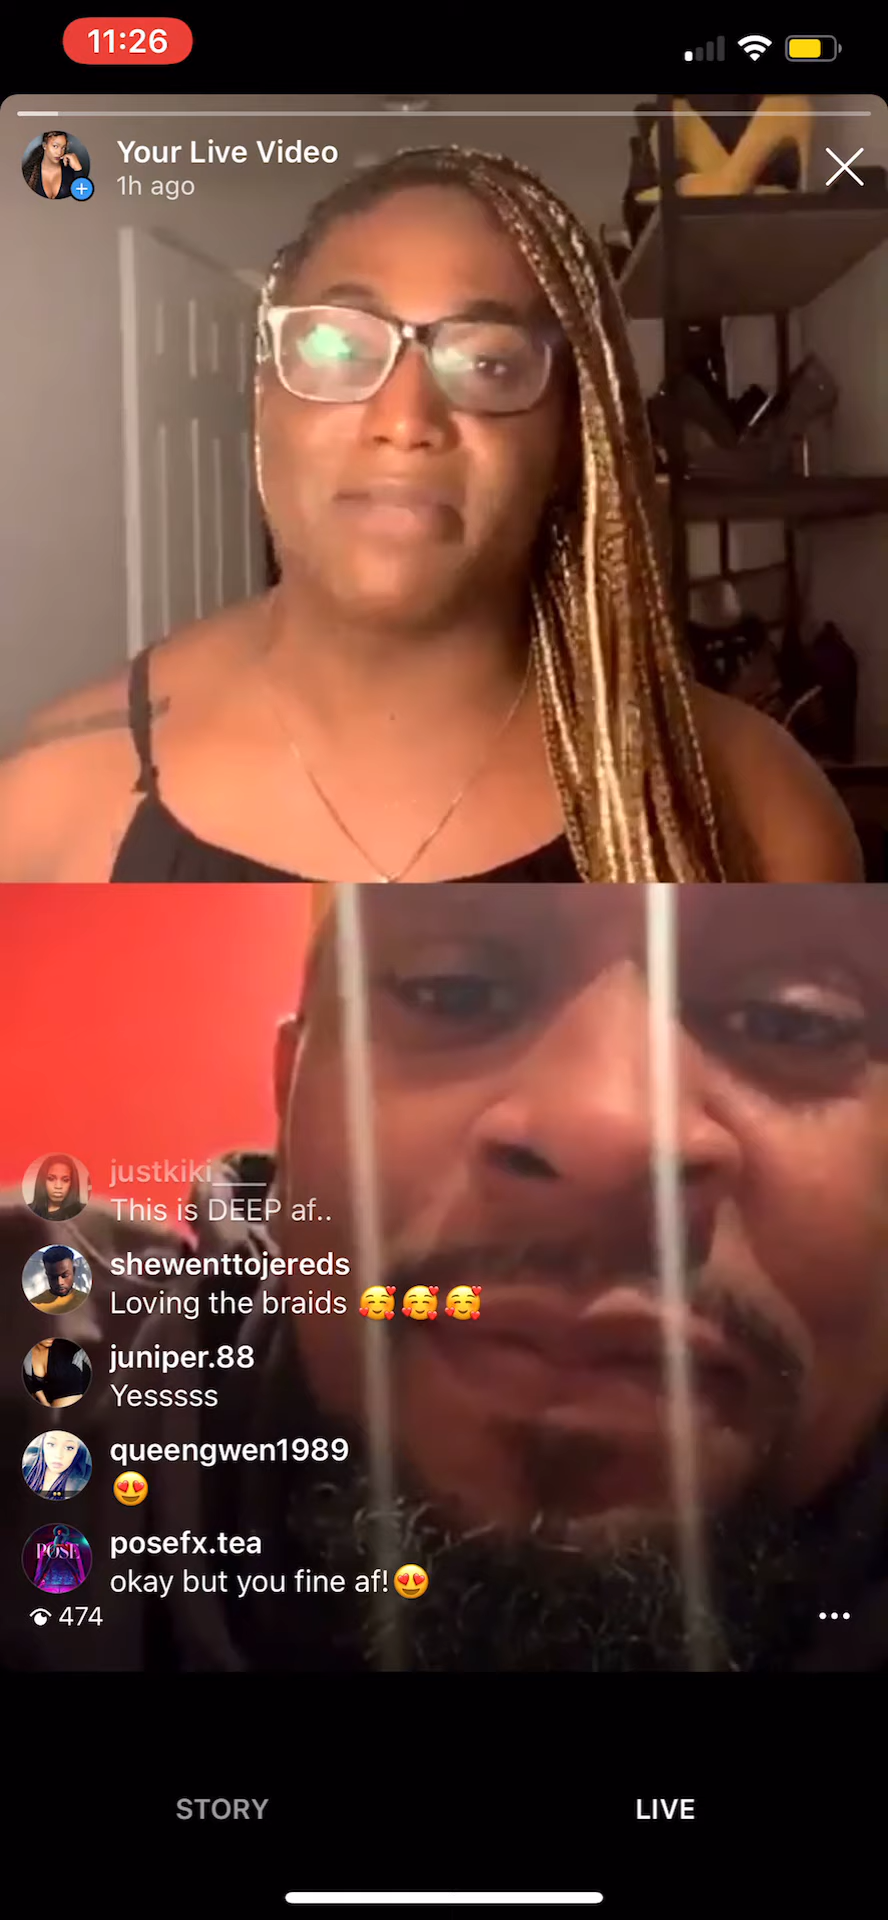 11:26
Your Live Video
1h ago
justkiki____
This is DEEP af..
shewenttojereds
Loving the braids 🥰🥰🥰
juniper.88
Yesssss
queengwen1989
😍
POSE
posefx.tea
okay but you fine af!😍
474
STORY
LIVE